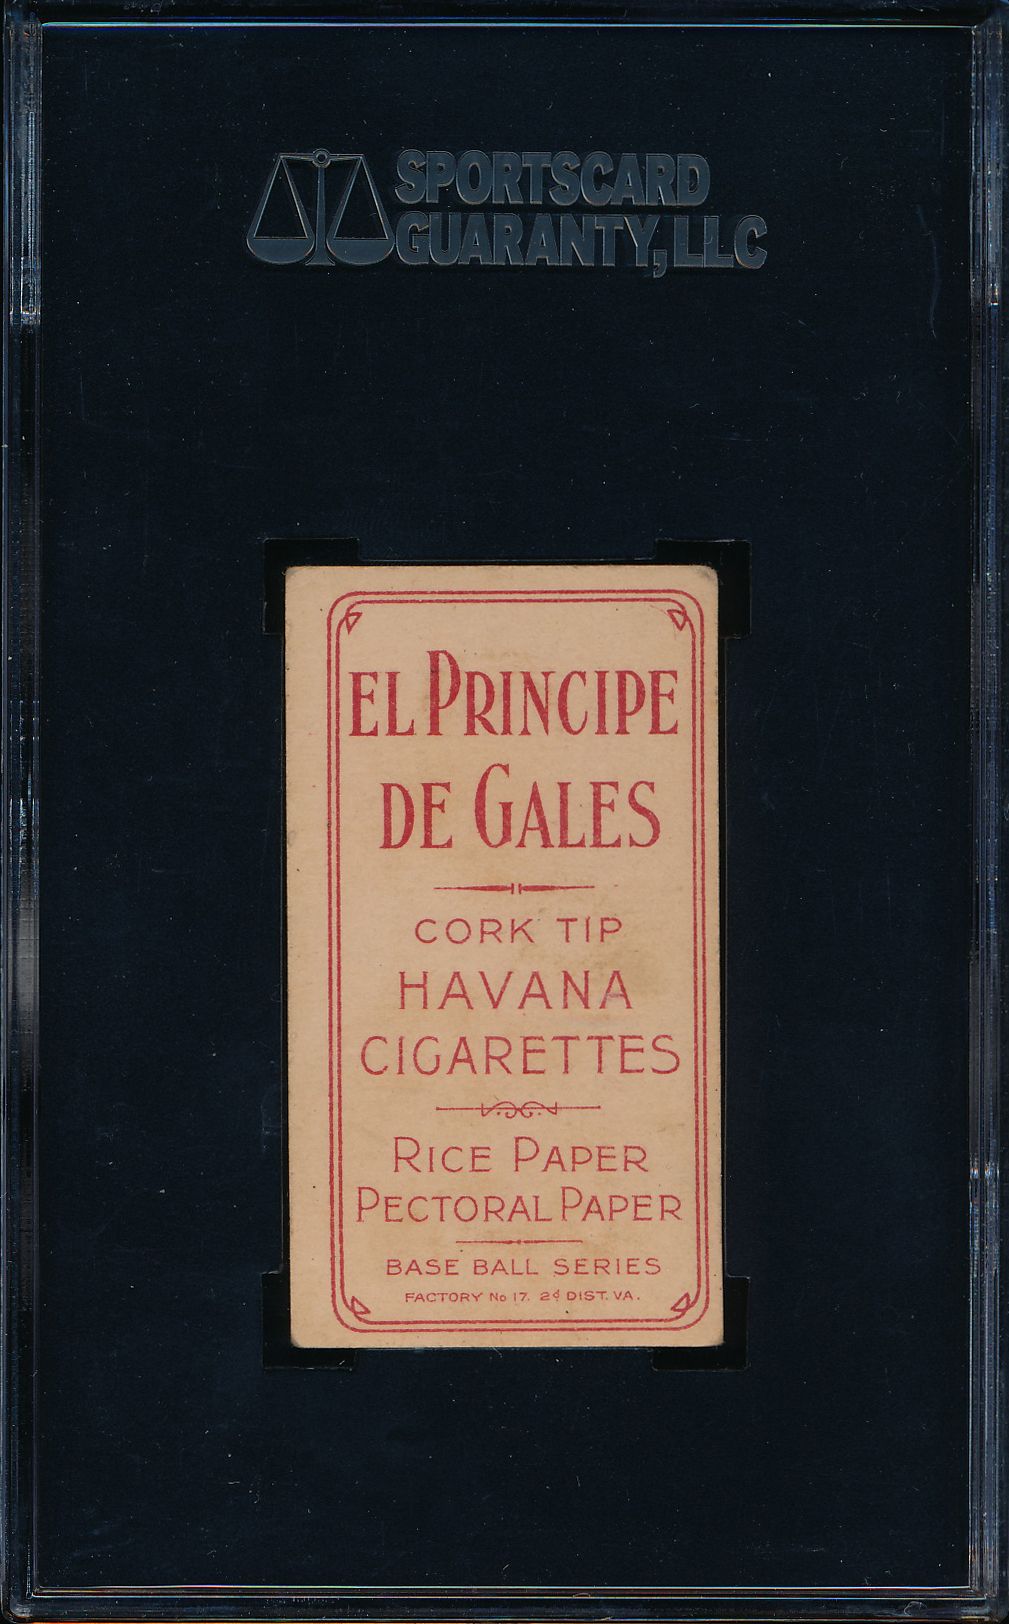 SPORTSCARD
GUARANTY, LLC
EL PRINCIPE
DE GALES
CORK TIP
HAVANA
CIGARETTES
RICE PAPER
PECTORAL PAPER
BASE BALL SERIES
FACTORY No 17. 2d DIST. VA.